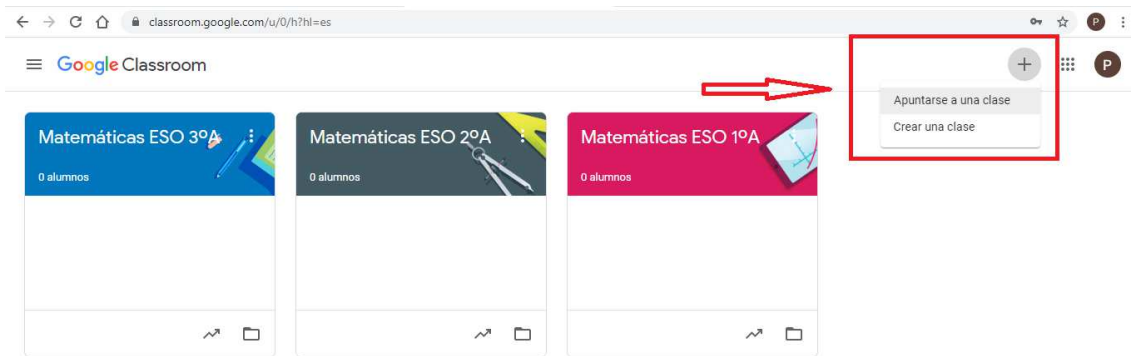 classroom.google.com/u/0/h?hl=es
P
Google Classroom
P
Apuntarse a una clase
Crear una clase
Matemáticas ESO 3ºA
0 alumnos
Matemáticas ESO 2ºA
0 alumnos
Matemáticas ESO 1ºA
0 alumnos